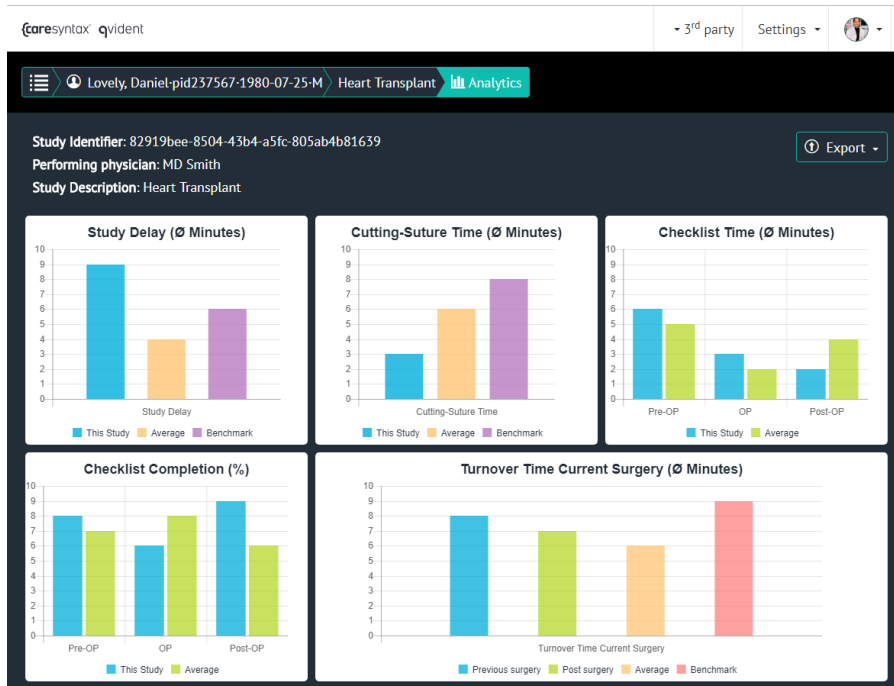 {caresyntax® qvident
3rd party
Settings
Lovely, Daniel·pid237567·1980-07-25·M
Heart Transplant
Analytics
Study Identifier: 82919bee-8504-43b4-a5fc-805ab4b81639
Performing physician: MD Smith
Study Description: Heart Transplant
Export
Study Delay (Ø Minutes)
10
9
8
7
6
5
4
3
2
1
0
Study Delay
This Study Average Benchmark
Cutting-Suture Time (Ø Minutes)
10
9
8
7
6
5
4
3
2
1
0
Cutting-Suture Time
This Study Average Benchmark
Checklist Time (Ø Minutes)
10
9
8
7
6
5
4
3
2
1
0
Pre-OP OP Post-OP
This Study Average
Checklist Completion (%)
10
9
8
7
6
5
4
3
2
1
0
Pre-OP OP Post-OP
This Study Average
Turnover Time Current Surgery (Ø Minutes)
10
9
8
7
6
5
4
3
2
1
0
Turnover Time Current Surgery
Previous surgery Post surgery Average Benchmark